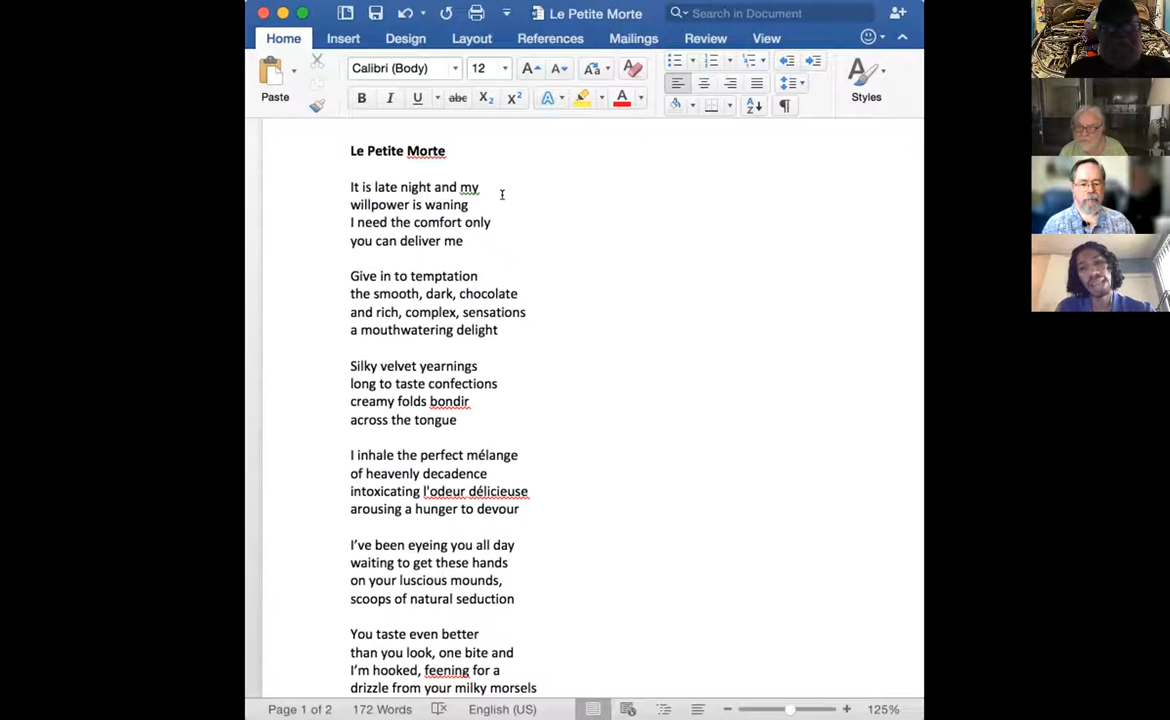 Le Petite Morte
Search in Document
Home
Insert
Design
Layout
References
Mailings
Review
View
Paste
Calibri (Body)
12
A
A
Aa
A
Styles
B
I
U
abc
X2
X2
A
A
A
Z
¶
Le Petite Morte
It is late night and my
willpower is waning
I need the comfort only
you can deliver me
Give in to temptation
the smooth, dark, chocolate
and rich, complex, sensations
a mouthwatering delight
Silky velvet yearnings
long to taste confections
creamy folds bondir
across the tongue
I inhale the perfect mélange
of heavenly decadence
intoxicating l'odeur délicieuse
arousing a hunger to devour
I’ve been eyeing you all day
waiting to get these hands
on your luscious mounds,
scoops of natural seduction
You taste even better
than you look, one bite and
I’m hooked, feening for a
drizzle from your milky morsels
Page 1 of 2
172 Words
English (US)
125%